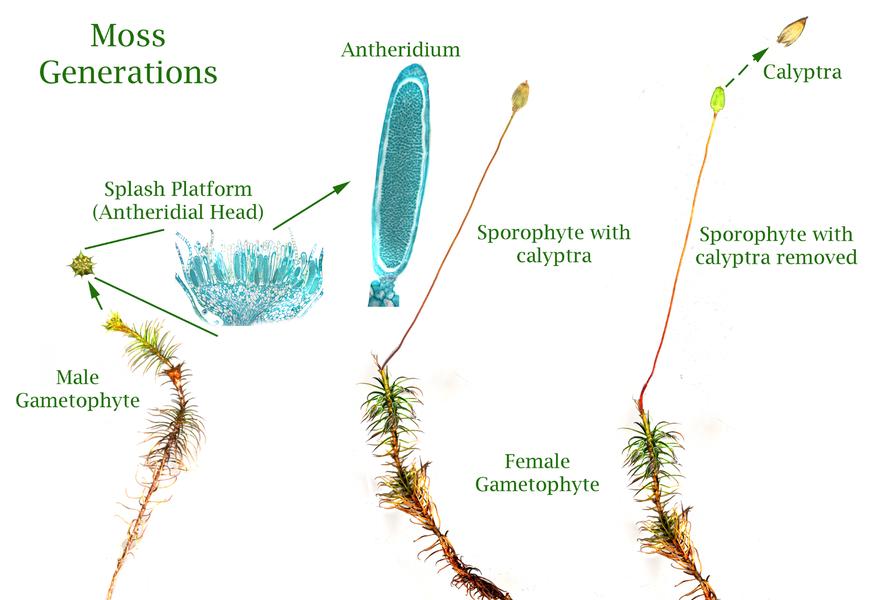 Moss
Generations
Antheridium
Calyptra
Splash Platform
(Antheridial Head)
Sporophyte with
calyptra
Sporophyte with
calyptra removed
Male
Gametophyte
Female
Gametophyte